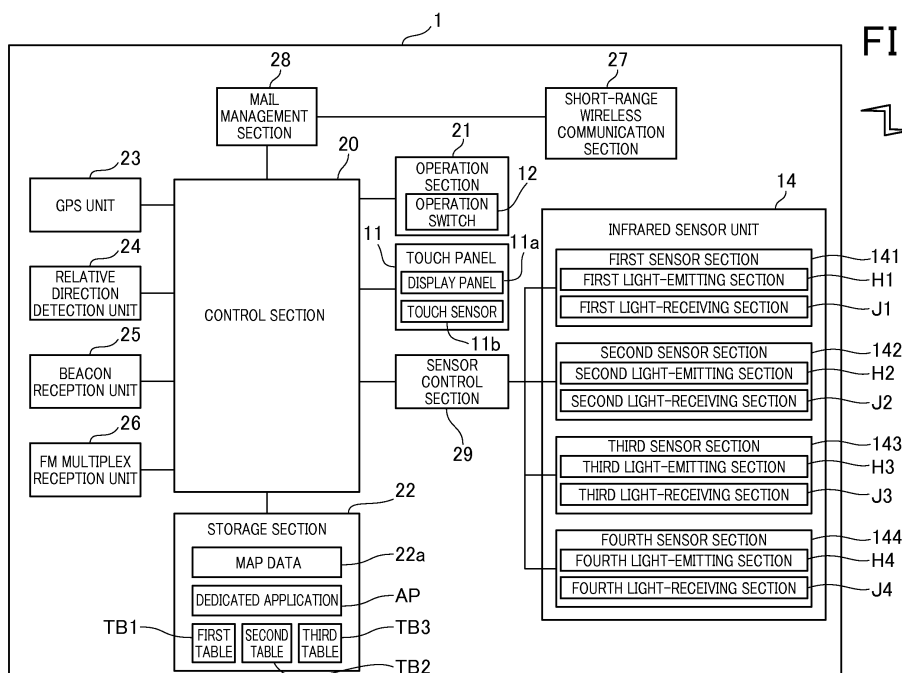 1
FI
28
27
MAIL
MANAGEMENT
SECTION
SHORT-RANGE
WIRELESS
COMMUNICATION
SECTION
20
21
23
GPS UNIT
OPERATION
SECTION
12
OPERATION
SWITCH
14
INFRARED SENSOR UNIT
24
RELATIVE
DIRECTION
DETECTION UNIT
CONTROL SECTION
11
TOUCH PANEL
11a
DISPLAY PANEL
TOUCH SENSOR
11b
FIRST SENSOR SECTION
141
FIRST LIGHT-EMITTING SECTION
H1
FIRST LIGHT-RECEIVING SECTION
J1
25
BEACON
RECEPTION UNIT
SENSOR
CONTROL
SECTION
29
SECOND SENSOR SECTION
142
SECOND LIGHT-EMITTING SECTION
H2
SECOND LIGHT-RECEIVING SECTION
J2
26
FM MULTIPLEX
RECEPTION UNIT
THIRD SENSOR SECTION
143
THIRD LIGHT-EMITTING SECTION
H3
THIRD LIGHT-RECEIVING SECTION
J3
22
STORAGE SECTION
MAP DATA
22a
DEDICATED APPLICATION
AP
TB1
FIRST
TABLE
SECOND
TABLE
THIRD
TABLE
TB3
TB2
FOURTH SENSOR SECTION
144
FOURTH LIGHT-EMITTING SECTION
H4
FOURTH LIGHT-RECEIVING SECTION
J4